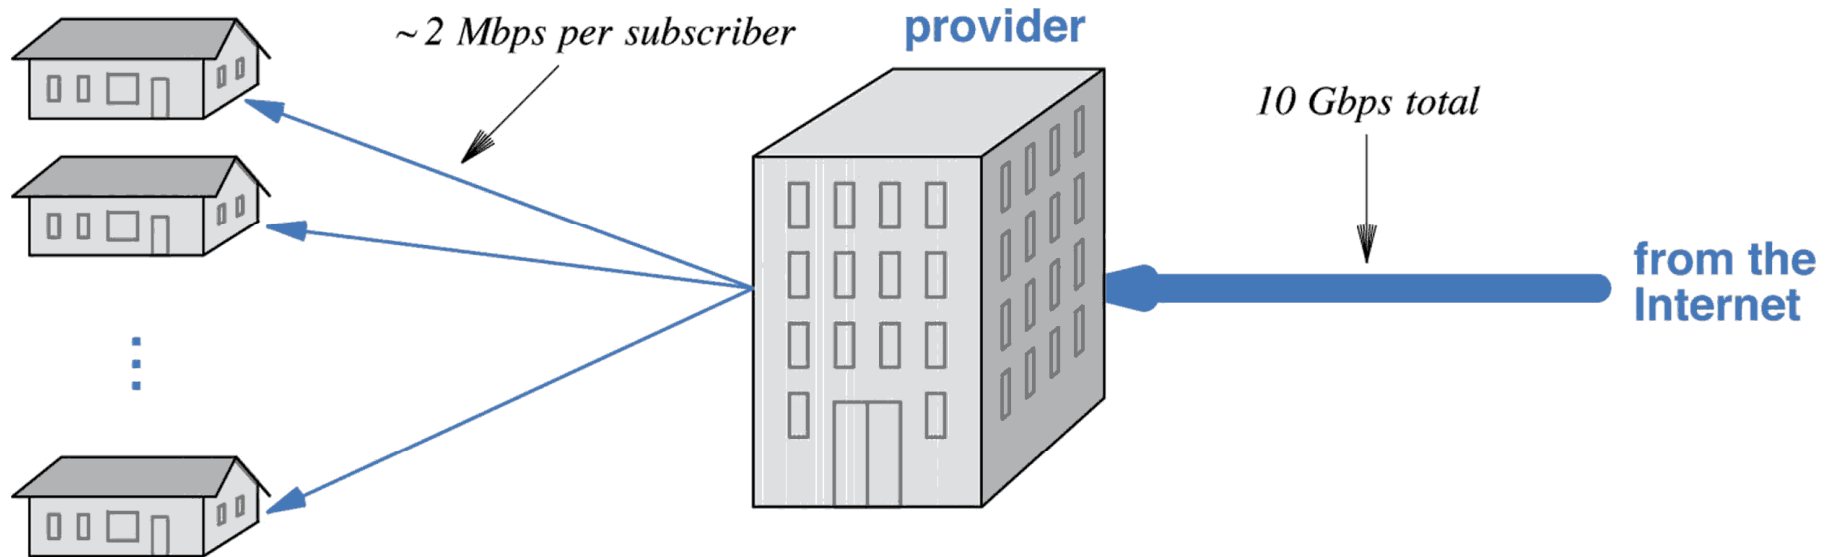 ~2 Mbps per subscriber
provider
10 Gbps total
from the
Internet